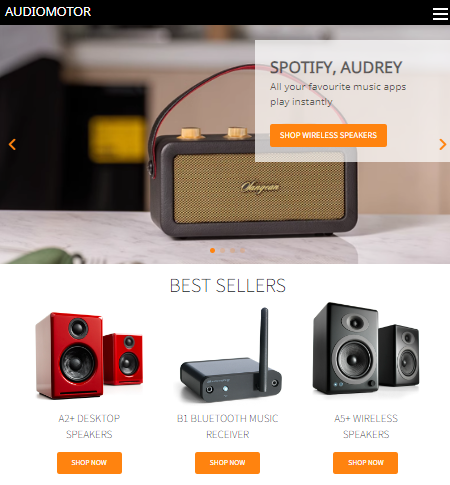 AUDIOMOTOR
SPOTIFY, AUDREY
All your favourite music apps
play instantly
SHOP WIRELESS SPEAKERS
BEST SELLERS
A2+ DESKTOP
SPEAKERS
SHOP NOW
B1 BLUETOOTH MUSIC
RECEIVER
SHOP NOW
A5+ WIRELESS
SPEAKERS
SHOP NOW